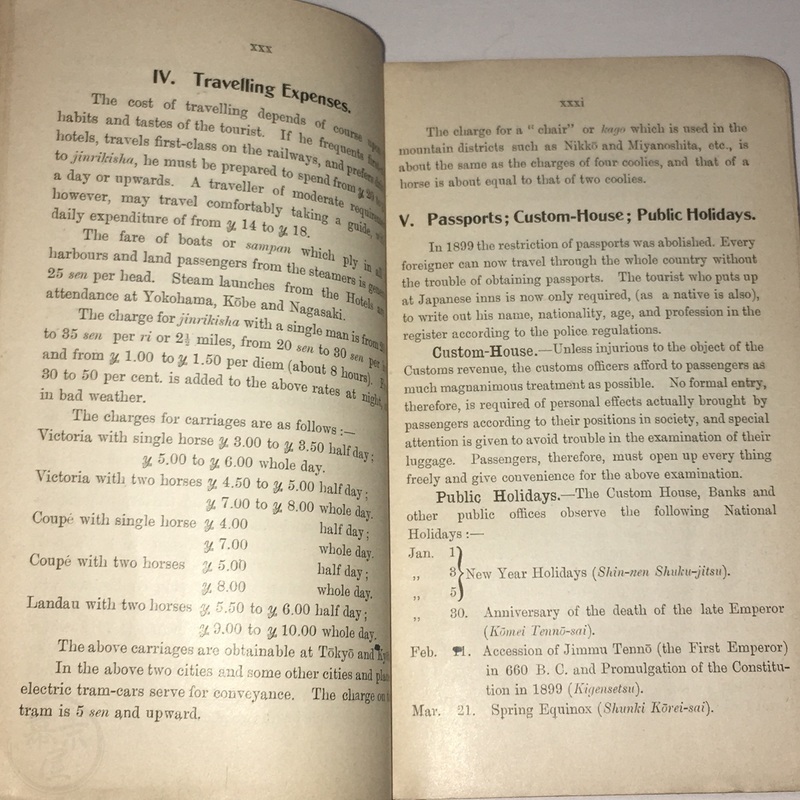 xxx
IV. Travelling Expenses.
The cost of travelling depends of course
habits and tastes of the tourist. If he frequents
hotels, travels first-class on the railways, and
to jinrikisha, he must be prepared to spend from y. 20
a day or upwards. A traveller of moderate
however, may travel comfortably taking a guide,
daily expenditure of from y. 14 to y. 18.
The fare of boats or sampan which ply in all
harbours and land passengers from the steamers is
25 sen per head. Steam launches from the Hotels
attendance at Yokohama, Kōbe and Nagasaki.
The charge for jinrikisha with a single man is from
to 35 sen per ri or 2½ miles, from 20 sen to 30 sen per
and from y. 1.00 to y. 1.50 per diem (about 8 hours).
30 to 50 per cent. is added to the above rates at night,
in bad weather.
The charges for carriages are as follows:—
Victoria with single horse y. 3.00 to y. 3.50 half day;
y. 5.00 to y. 6.00 whole day.
Victoria with two horses y. 4.50 to y. 5.00 half day;
y. 7.00 to y. 8.00 whole day.
Coupé with single horse y. 4.00 half day;
y. 7.00 whole day.
Coupé with two horses y. 5.00 half day;
y. 8.00 whole day.
Landau with two horses y. 5.50 to y. 6.00 half day;
y. 9.00 to y. 10.00 whole day.
The above carriages are obtainable at Tōkyō and
In the above two cities and some other cities and
electric tram-cars serve for conveyance. The charge on
tram is 5 sen and upward.
xxxi
The charge for a "chair" or kago which is used in the
mountain districts such as Nikkō and Miyanoshita, etc., is
about the same as the charges of four coolies, and that of a
horse is about equal to that of two coolies.
V. Passports; Custom-House; Public Holidays.
In 1899 the restriction of passports was abolished. Every
foreigner can now travel through the whole country without
the trouble of obtaining passports. The tourist who puts up
at Japanese inns is now only required, (as a native is also),
to write out his name, nationality, age, and profession in the
register according to the police regulations.
Custom-House.—Unless injurious to the object of the
Customs revenue, the customs officers afford to passengers as
much magnanimous treatment as possible. No formal entry,
therefore, is required of personal effects actually brought by
passengers according to their positions in society, and special
attention is given to avoid trouble in the examination of their
luggage. Passengers, therefore, must open up every thing
freely and give convenience for the above examination.
Public Holidays.—The Custom House, Banks and
other public offices observe the following National
Holidays:—
Jan. 1
„ 3 } New Year Holidays (Shin-nen Shuku-jitsu).
„ 5
„ 30. Anniversary of the death of the late Emperor
(Kōmei Tennō-sai).
Feb. 11. Accession of Jimmu Tennō (the First Emperor)
in 660 B. C. and Promulgation of the Constitu-
tion in 1899 (Kigensetsu).
Mar. 21. Spring Equinox (Shunki Kōrei-sai).